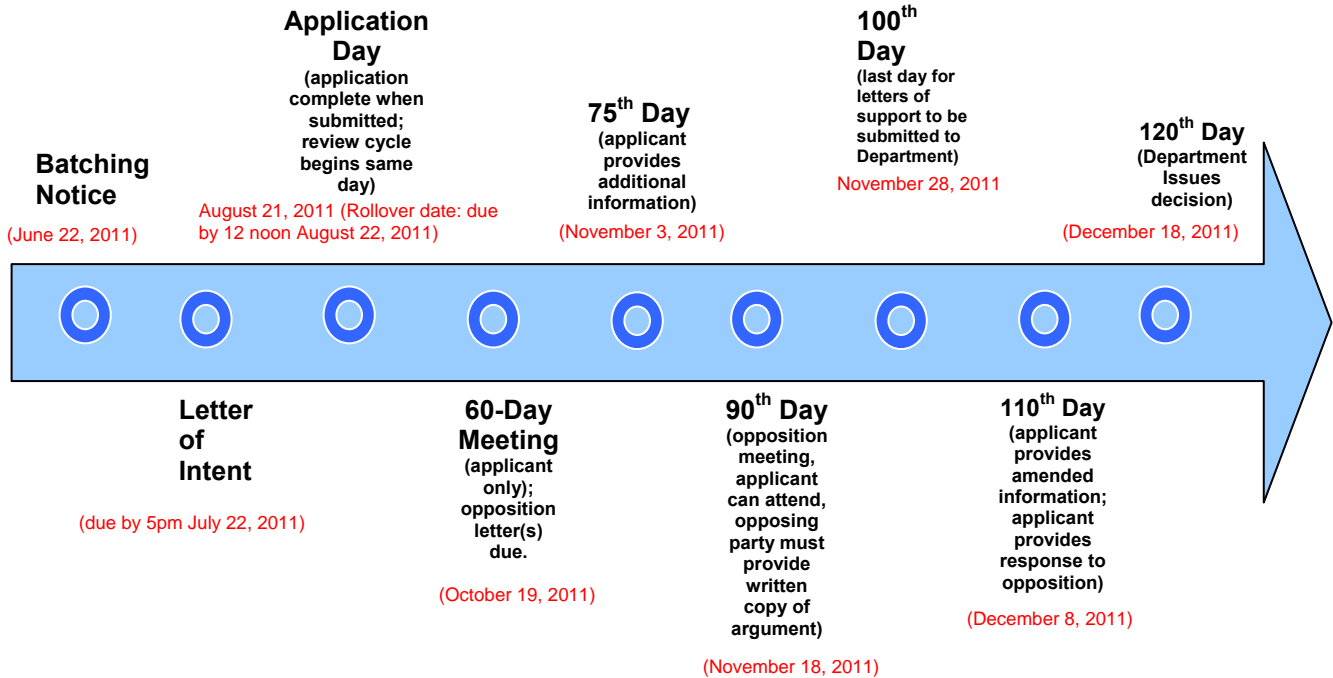 Batching
Notice
(June 22, 2011)
Application
Day
(application
complete when
submitted;
review cycle
begins same
day)
August 21, 2011 (Rollover date: due
by 12 noon August 22, 2011)
75th Day
(applicant
provides
additional
information)
(November 3, 2011)
100th
Day
(last day for
letters of
support to be
submitted to
Department)
November 28, 2011
120th Day
(Department
Issues
decision)
(December 18, 2011)
Letter
of
Intent
(due by 5pm July 22, 2011)
60-Day
Meeting
(applicant
only);
opposition
letter(s)
due.
(October 19, 2011)
90th Day
(opposition
meeting,
applicant
can attend,
opposing
party must
provide
written
copy of
argument)
(November 18, 2011)
110th Day
(applicant
provides
amended
information;
applicant
provides
response to
opposition)
(December 8, 2011)